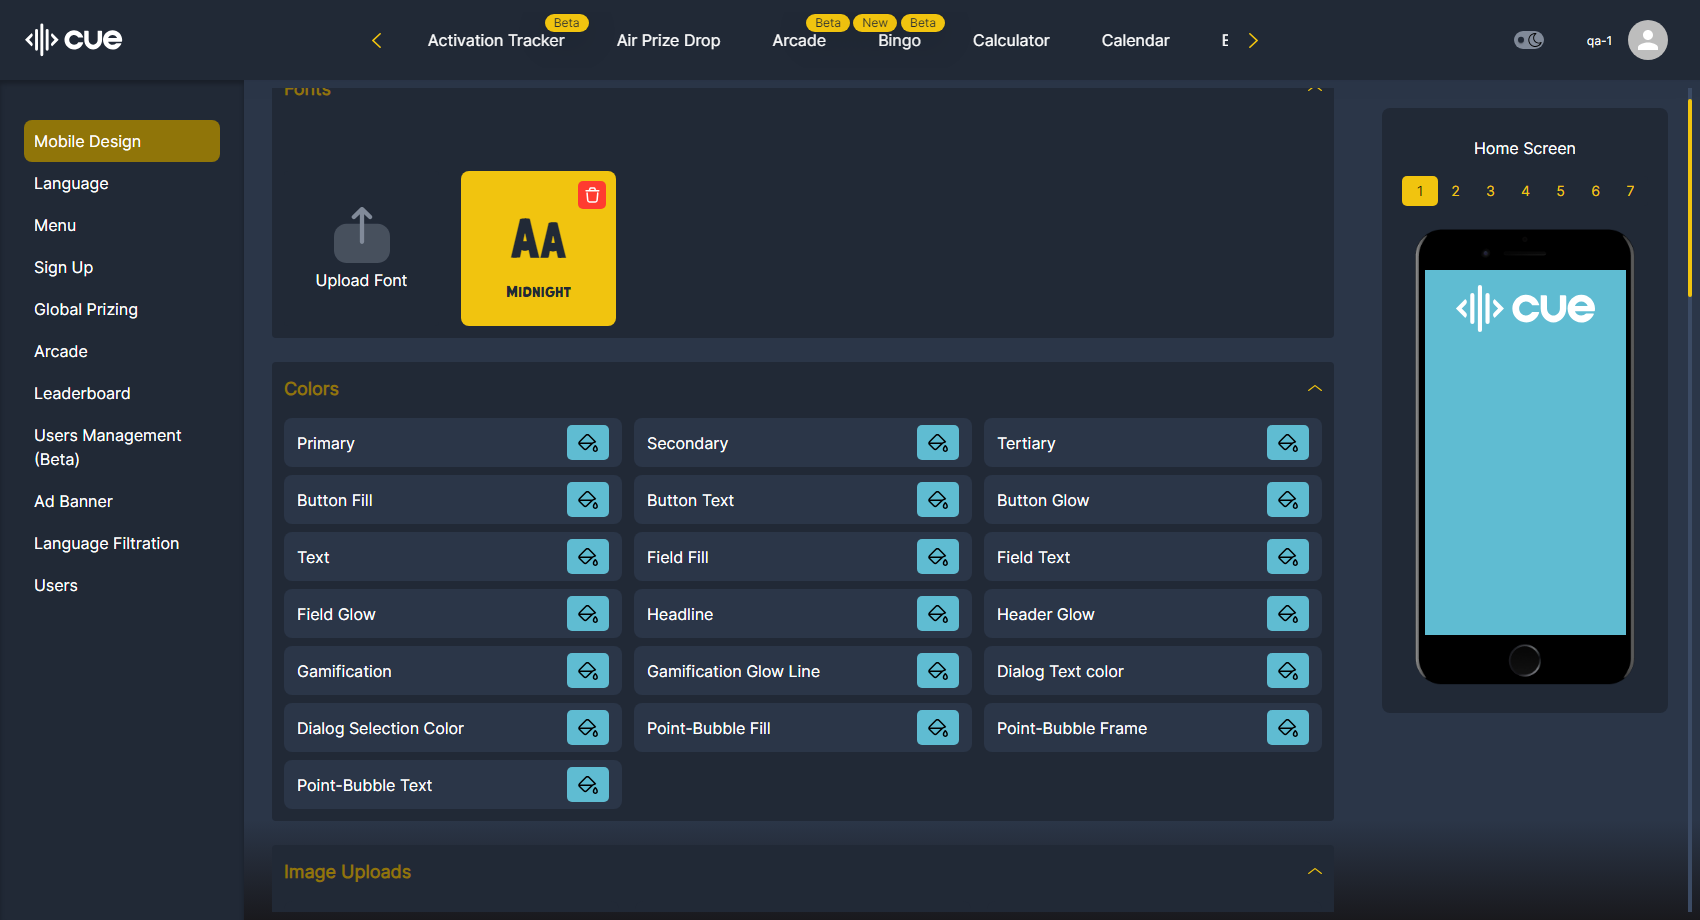 cue
Beta
Beta
New
Beta
Activation Tracker
Air Prize Drop
Arcade
Bingo
Calculator
Calendar
qa-1
Mobile Design
Language
Menu
Sign Up
Global Prizing
Arcade
Leaderboard
Users Management
(Beta)
Ad Banner
Language Filtration
Users
Fonts
Upload Font
AA
MIDNIGHT
Colors
Primary
Secondary
Tertiary
Button Fill
Button Text
Button Glow
Text
Field Fill
Field Text
Field Glow
Headline
Header Glow
Gamification
Gamification Glow Line
Dialog Text color
Dialog Selection Color
Point-Bubble Fill
Point-Bubble Frame
Point-Bubble Text
Image Uploads
Home Screen
1 2 3 4 5 6 7
cue